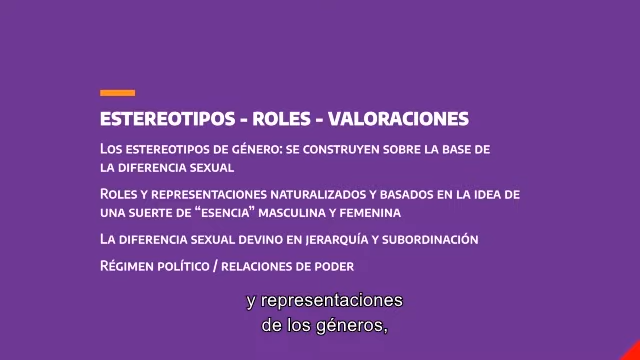 ESTEREOTIPOS - ROLES - VALORACIONES
LOS ESTEREOTIPOS DE GÉNERO: SE CONSTRUYEN SOBRE LA BASE DE
LA DIFERENCIA SEXUAL
ROLES Y REPRESENTACIONES NATURALIZADOS Y BASADOS EN LA IDEA DE
UNA SUERTE DE “ESENCIA” MASCULINA Y FEMENINA
LA DIFERENCIA SEXUAL DEVINO EN JERARQUÍA Y SUBORDINACIÓN
RÉGIMEN POLÍTICO / RELACIONES DE PODER
y representaciones
de los géneros,